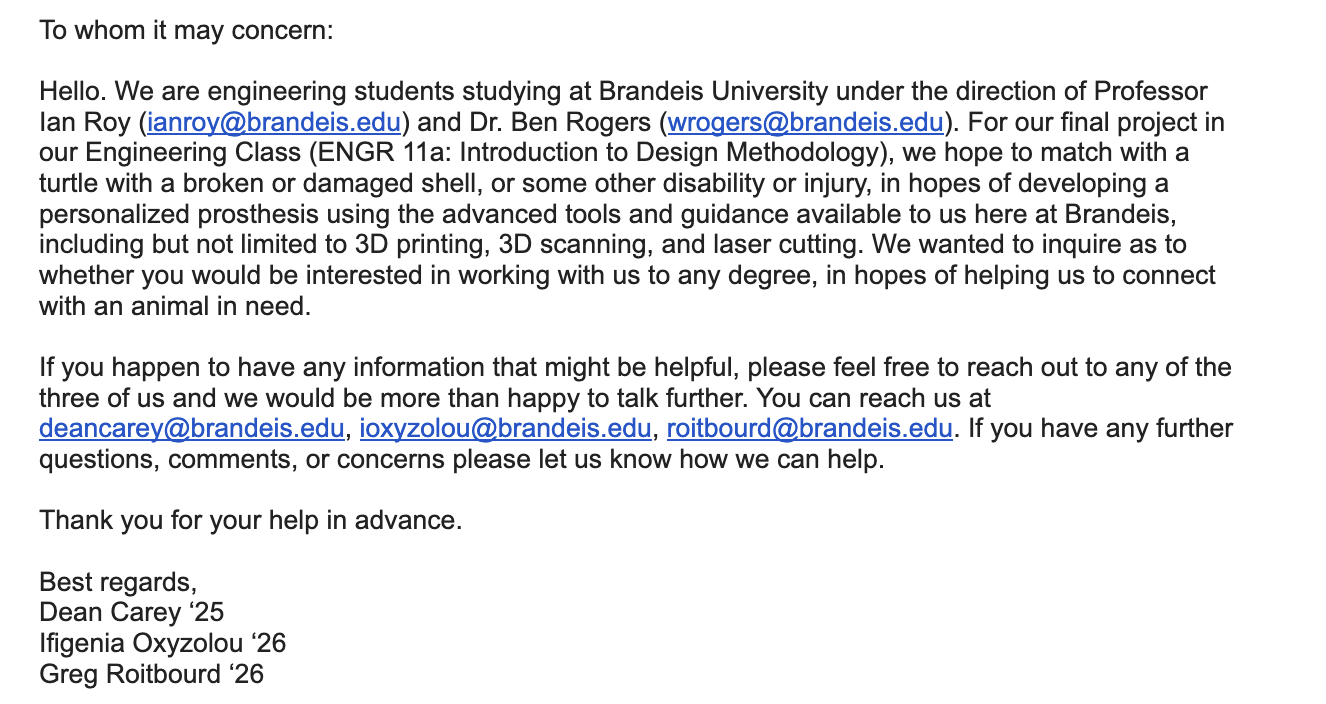 To whom it may concern:
Hello. We are engineering students studying at Brandeis University under the direction of Professor
Ian Roy (ianroy@brandeis.edu) and Dr. Ben Rogers (wrogers@brandeis.edu). For our final project in
our Engineering Class (ENGR 11a: Introduction to Design Methodology), we hope to match with a
turtle with a broken or damaged shell, or some other disability or injury, in hopes of developing a
personalized prosthesis using the advanced tools and guidance available to us here at Brandeis,
including but not limited to 3D printing, 3D scanning, and laser cutting. We wanted to inquire as to
whether you would be interested in working with us to any degree, in hopes of helping us to connect
with an animal in need.
If you happen to have any information that might be helpful, please feel free to reach out to any of the
three of us and we would be more than happy to talk further. You can reach us at
deancarey@brandeis.edu, ioxyzolou@brandeis.edu, roitbourd@brandeis.edu. If you have any further
questions, comments, or concerns please let us know how we can help.
Thank you for your help in advance.
Best regards,
Dean Carey ‘25
Ifigenia Oxyzolou ‘26
Greg Roitbourd ‘26